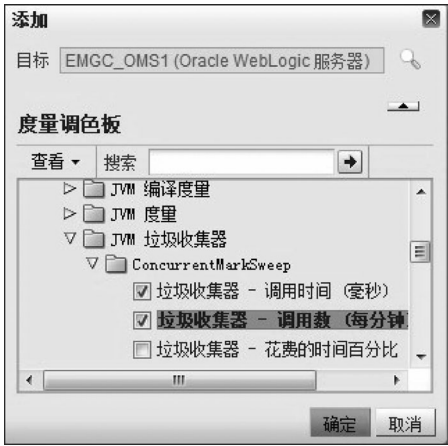 添加
目标 EMGC_OMS1 (Oracle WebLogic 服务器)
度量调色板
查看 搜索
JVM 编译度量
JVM 度量
JVM 垃圾收集器
ConcurrentMarkSweep
垃圾收集器 - 调用时间 (毫秒)
垃圾收集器 - 调用数 (每分钟
垃圾收集器 - 花费的时间百分比
确定 取消